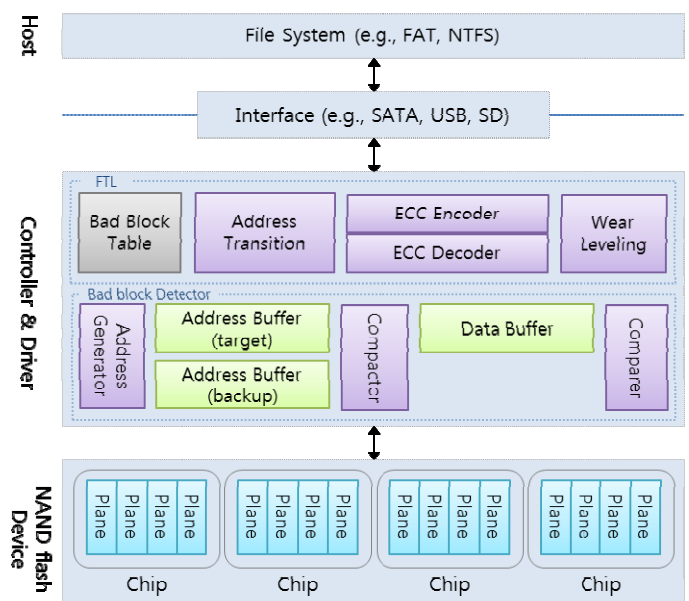 Host
File System (e.g., FAT, NTFS)
Interface (e.g., SATA, USB, SD)
Controller & Driver
FTL
Bad Block
Table
Address
Transition
ECC Encoder
ECC Decoder
Wear
Leveling
Bad block Detector
Address
Generator
Address Buffer
(target)
Address Buffer
(backup)
Compactor
Data Buffer
Comparer
NAND flash
Device
Plane
Plane
Plane
Plane
Chip
Plane
Plane
Plane
Plane
Chip
Plane
Plane
Plane
Plane
Chip
Plane
Plane
Plane
Plane
Chip